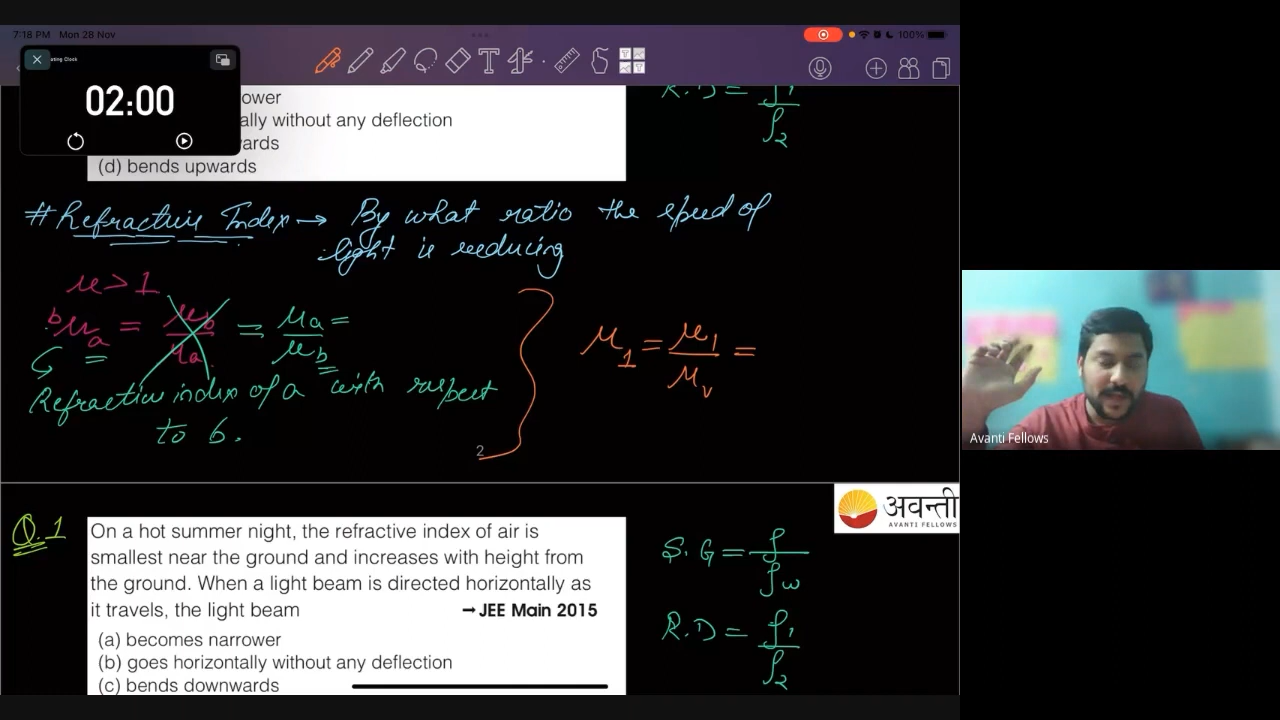 7:18 PM Mon 28 Nov
100%
ating Clock
02:00
ower
ally without any deflection
ards
(d) bends upwards
R.D = ρ1
ρ2
# Refractive Index → By what ratio the speed of
light is reducing
μ > 1
bμa = μb/μa = μa/μb =
↳ =
Refractive index of a with respect
to b.
2
μ1 = μ1/μv =
Avanti Fellows
Q.1
On a hot summer night, the refractive index of air is
smallest near the ground and increases with height from
the ground. When a light beam is directed horizontally as
it travels, the light beam → JEE Main 2015
(a) becomes narrower
(b) goes horizontally without any deflection
(c) bends downwards
अवन्ती
AVANTI FELLOWS
S.G = ρ/ρw
R.D = ρ1/ρ2